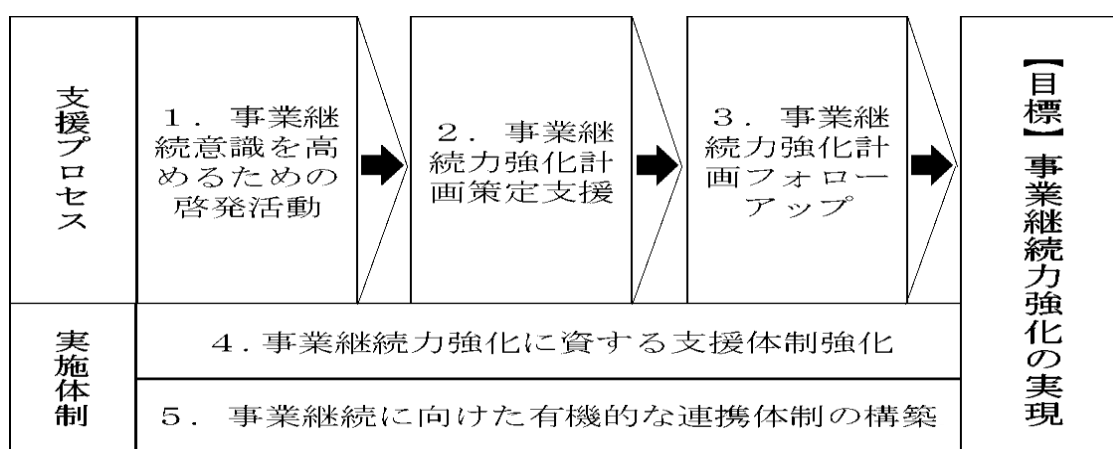 支援プロセス
1. 事業継
続意識を高
めるための
啓発活動
2. 事業継
続力強化計
画策定支援
3. 事業継
続力強化計
画フォロー
アップ
【目標】事業継続力強化の実現
実施体制
4.事業継続力強化に資する支援体制強化
5. 事業継続に向けた有機的な連携体制の構築